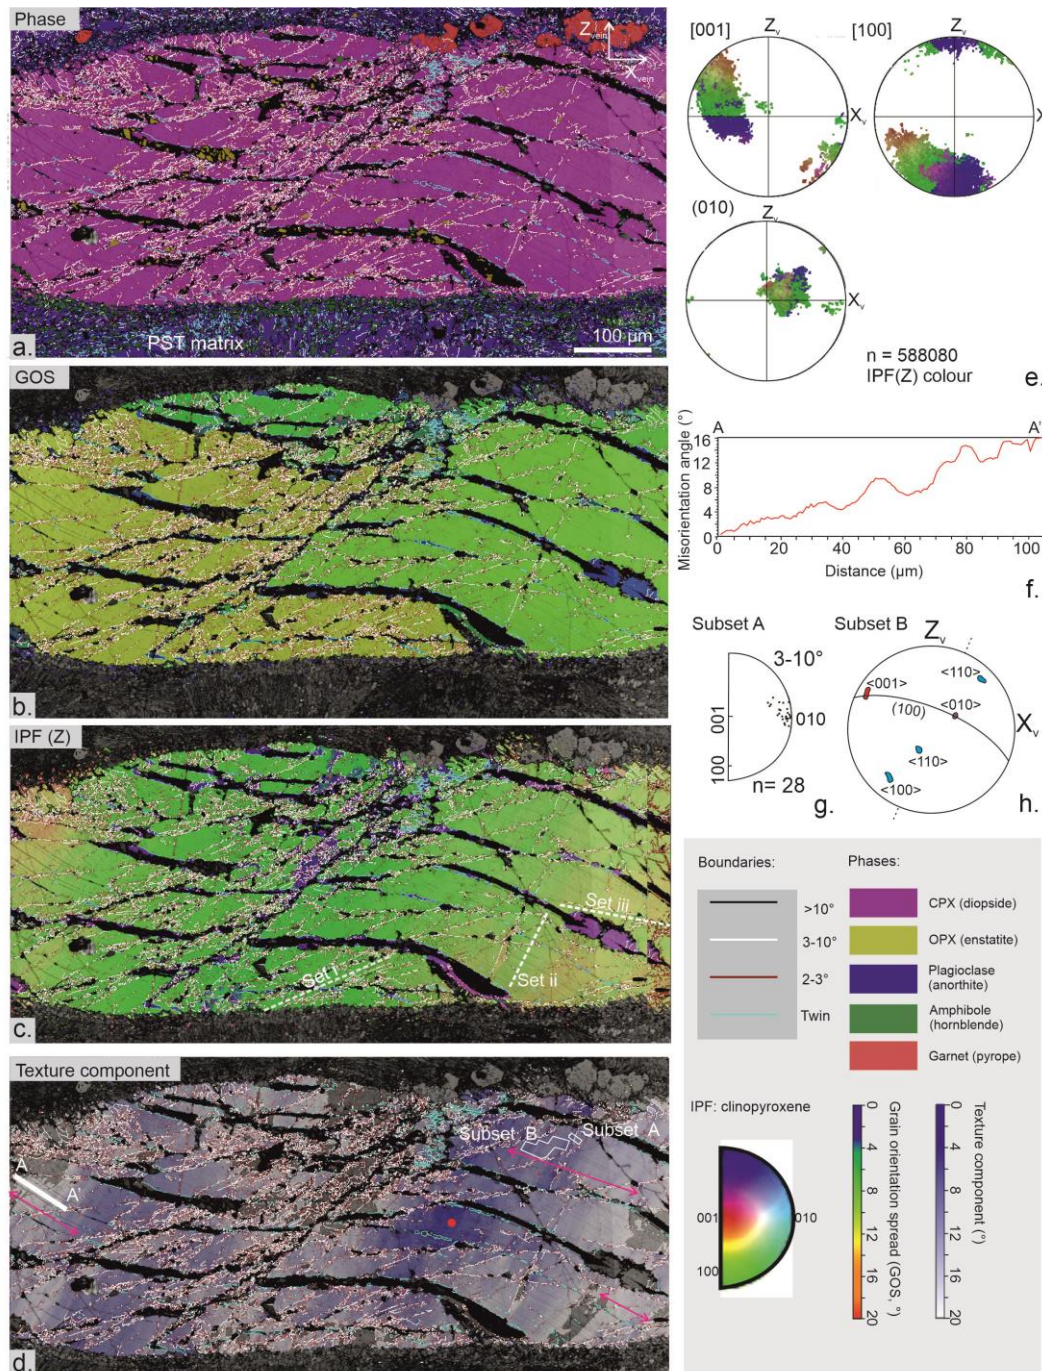 Phase
Z vein
X vein
PST matrix
100 µm
a.
GOS
b.
IPF (Z)
Set i
Set ii
Set iii
c.
Texture component
Subset B
Subset A
A
A'
d.
[001]
Zv
Xv
[100]
Zv
X
(010)
Zv
Xv
n = 588080
IPF(Z) colour
e.
A
A'
Misorientation angle (°)
16
12
8
4
0
0
20
40
60
80
100
Distance (µm)
f.
Subset A
3-10°
001
010
100
n= 28
g.
Subset B
Zv
<110>
<001>
<010>
(100)
Xv
<110>
<100>
h.
Boundaries:
>10°
3-10°
2-3°
Twin
Phases:
CPX (diopside)
OPX (enstatite)
Plagioclase
(anorthite)
Amphibole
(hornblende)
Garnet (pyrope)
IPF: clinopyroxene
001
010
100
0
4
8
12
16
20
Grain orientation
spread (GOS, °)
0
4
8
12
16
20
Texture
component (°)